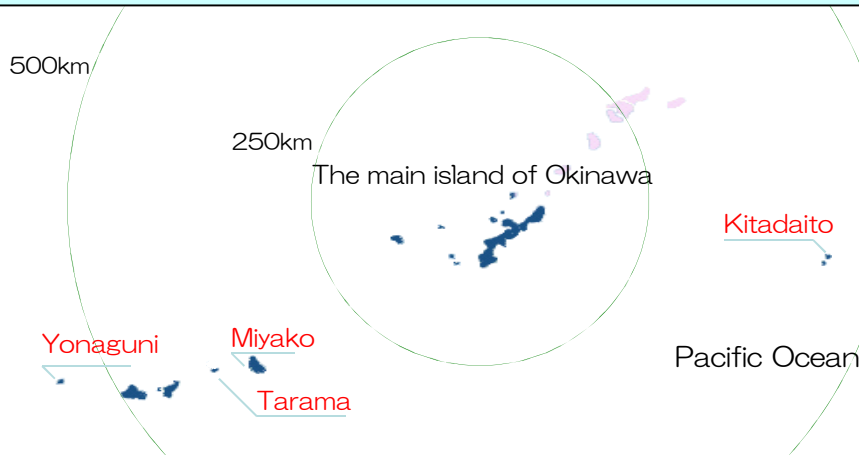 500km
250km
The main island of Okinawa
Kitadaito
Yonaguni
Miyako
Pacific Ocean
Tarama